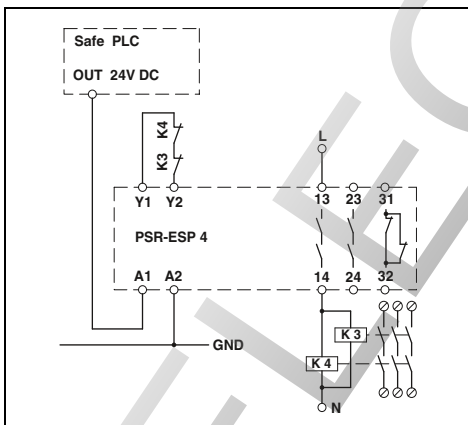 Safe PLC
OUT 24V DC
K4
K3
L
Y1 Y2 13 23 31
PSR-ESP 4
A1 A2 14 24 32
K 3
GND
K 4
N